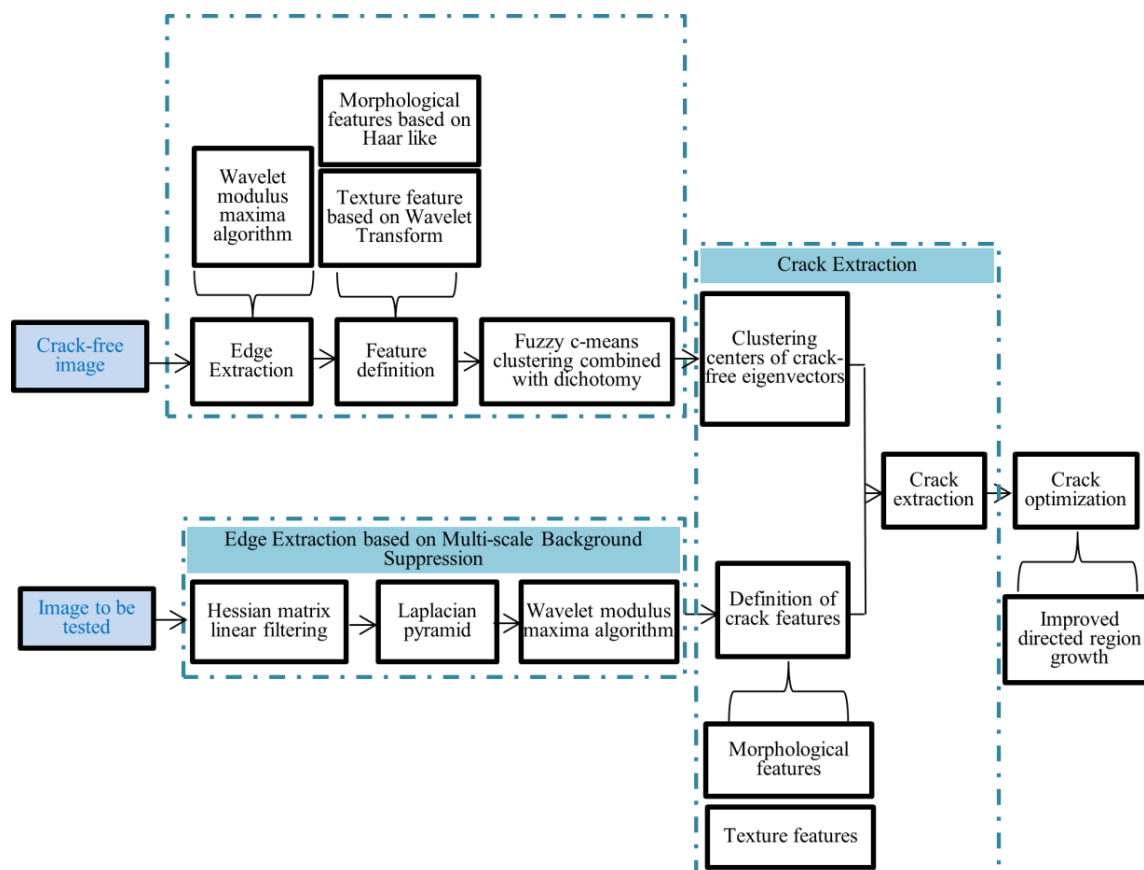 Morphological
features based on
Haar like
Wavelet
modulus
maxima
algorithm
Texture feature
based on Wavelet
Transform
Crack Extraction
Crack-free
image
Edge
Extraction
Feature
definition
Fuzzy c-means
clustering combined
with dichotomy
Clustering
centers of crack-
free eigenvectors
Crack
extraction
Crack
optimization
Edge Extraction based on Multi-scale Background
Suppression
Image to be
tested
Hessian matrix
linear filtering
Laplacian
pyramid
Wavelet modulus
maxima algorithm
Definition of
crack features
Improved
directed region
growth
Morphological
features
Texture features